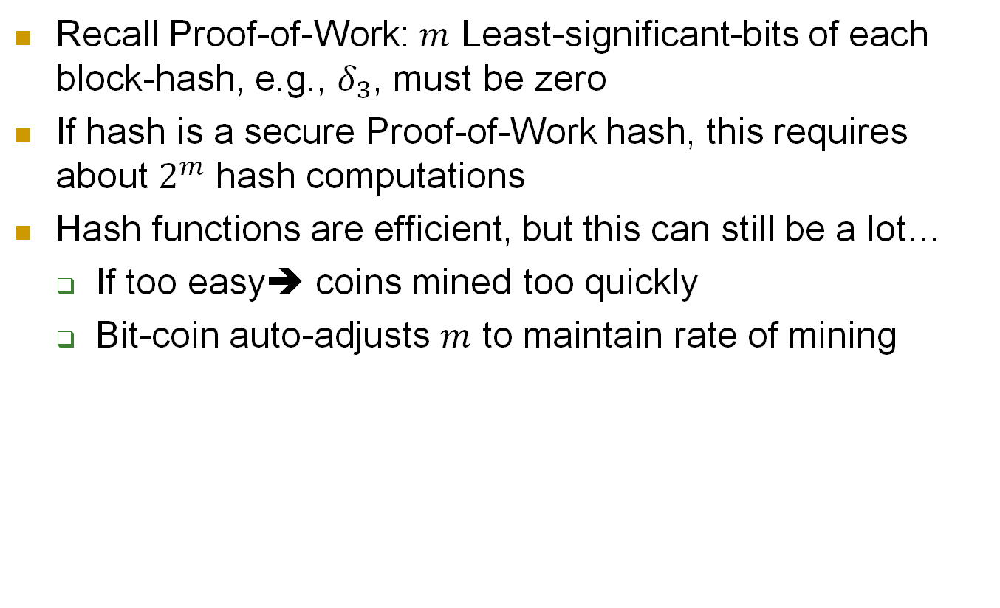 Recall Proof-of-Work: 𝑚 Least-significant-bits of each
block-hash, e.g., 𝛿₃, must be zero
If hash is a secure Proof-of-Work hash, this requires
about 2ᵐ hash computations
Hash functions are efficient, but this can still be a lot…
If too easy➔ coins mined too quickly
Bit-coin auto-adjusts 𝑚 to maintain rate of mining